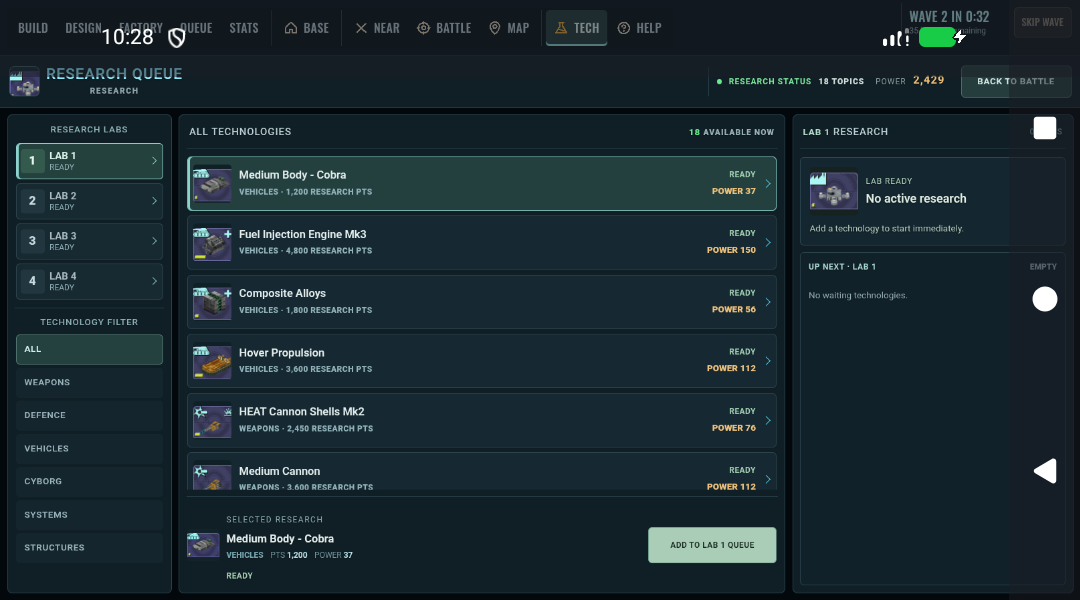 BUILD DESIGN FACTORY QUEUE STATS BASE NEAR BATTLE MAP TECH HELP
10:28
WAVE 2 IN 0:32
SKIP WAVE
RESEARCH QUEUE
RESEARCH
RESEARCH STATUS 18 TOPICS POWER 2,429
BACK TO BATTLE
RESEARCH LABS
1 LAB 1
READY
2 LAB 2
READY
3 LAB 3
READY
4 LAB 4
READY
TECHNOLOGY FILTER
ALL
WEAPONS
DEFENCE
VEHICLES
CYBORG
SYSTEMS
STRUCTURES
ALL TECHNOLOGIES
18 AVAILABLE NOW
Medium Body - Cobra
VEHICLES · 1,200 RESEARCH PTS
READY
POWER 37
Fuel Injection Engine Mk3
VEHICLES · 4,800 RESEARCH PTS
READY
POWER 150
Composite Alloys
VEHICLES · 1,800 RESEARCH PTS
READY
POWER 56
Hover Propulsion
VEHICLES · 3,600 RESEARCH PTS
READY
POWER 112
HEAT Cannon Shells Mk2
WEAPONS · 2,450 RESEARCH PTS
READY
POWER 76
Medium Cannon
WEAPONS · 3,600 RESEARCH PTS
READY
POWER 112
SELECTED RESEARCH
Medium Body - Cobra
VEHICLES PTS 1,200 POWER 37
READY
ADD TO LAB 1 QUEUE
LAB 1 RESEARCH
LAB READY
No active research
Add a technology to start immediately.
UP NEXT · LAB 1
EMPTY
No waiting technologies.